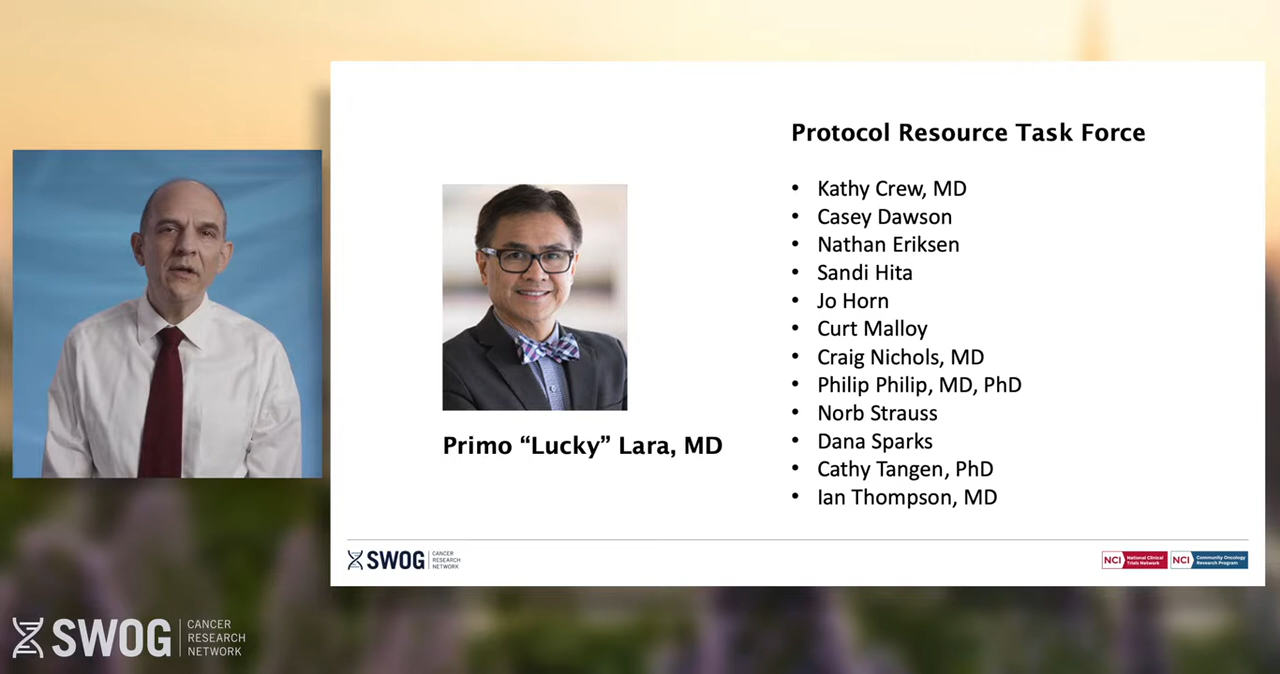 Protocol Resource Task Force
• Kathy Crew, MD
• Casey Dawson
• Nathan Eriksen
• Sandi Hita
• Jo Horn
• Curt Malloy
• Craig Nichols, MD
• Philip Philip, MD, PhD
• Norb Strauss
• Dana Sparks
• Cathy Tangen, PhD
• Ian Thompson, MD
Primo “Lucky” Lara, MD
SWOG
CANCER
RESEARCH
NETWORK
NCI
National Clinical
Trials Network
NCI
Community Oncology
Research Program
SWOG
CANCER
RESEARCH
NETWORK